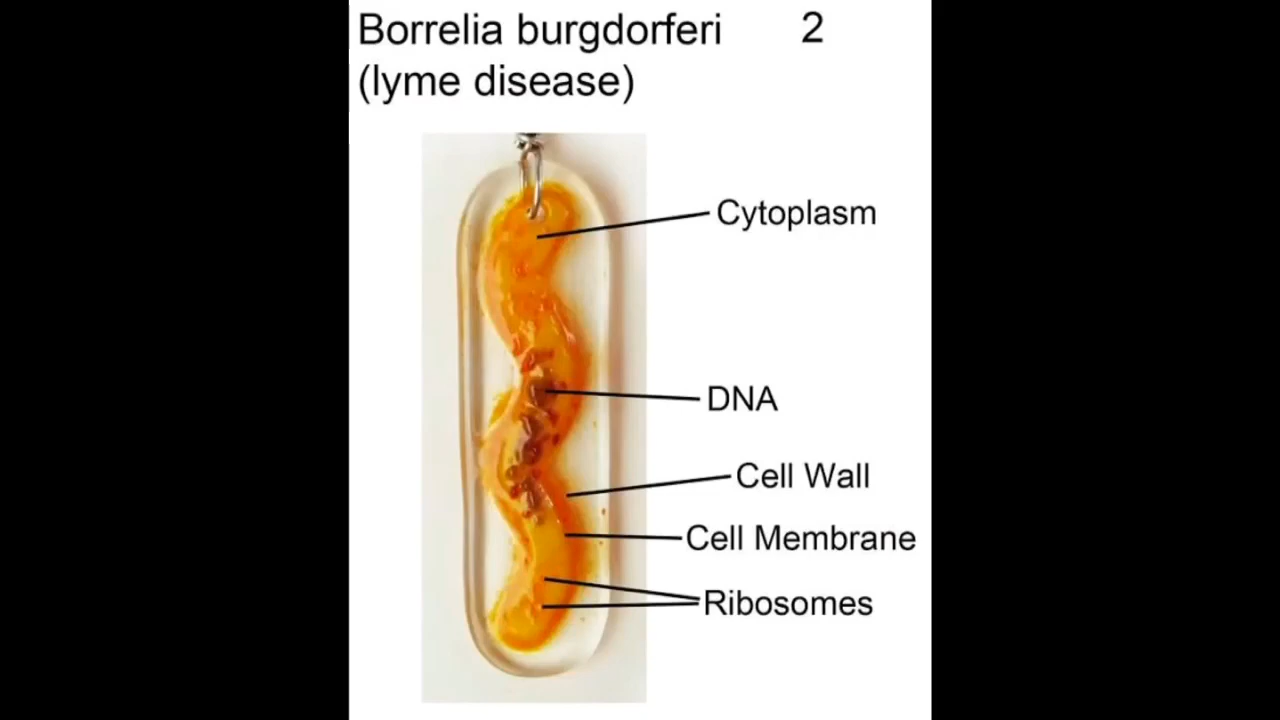 Borrelia burgdorferi 2
(lyme disease)
Cytoplasm
DNA
Cell Wall
Cell Membrane
Ribosomes